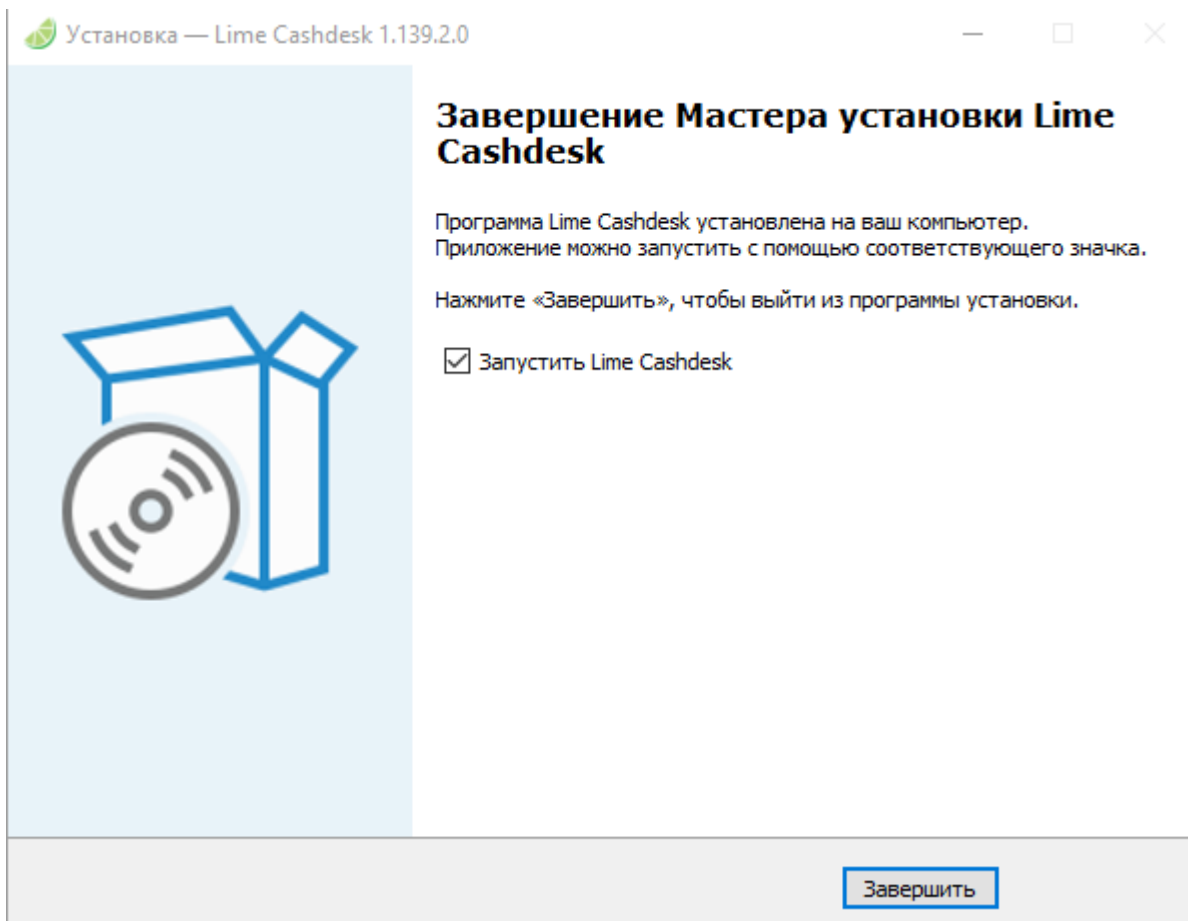 Установка — Lime Cashdesk 1.139.2.0
Завершение Мастера установки Lime
Cashdesk
Программа Lime Cashdesk установлена на ваш компьютер.
Приложение можно запустить с помощью соответствующего значка.
Нажмите «Завершить», чтобы выйти из программы установки.
Запустить Lime Cashdesk
Завершить